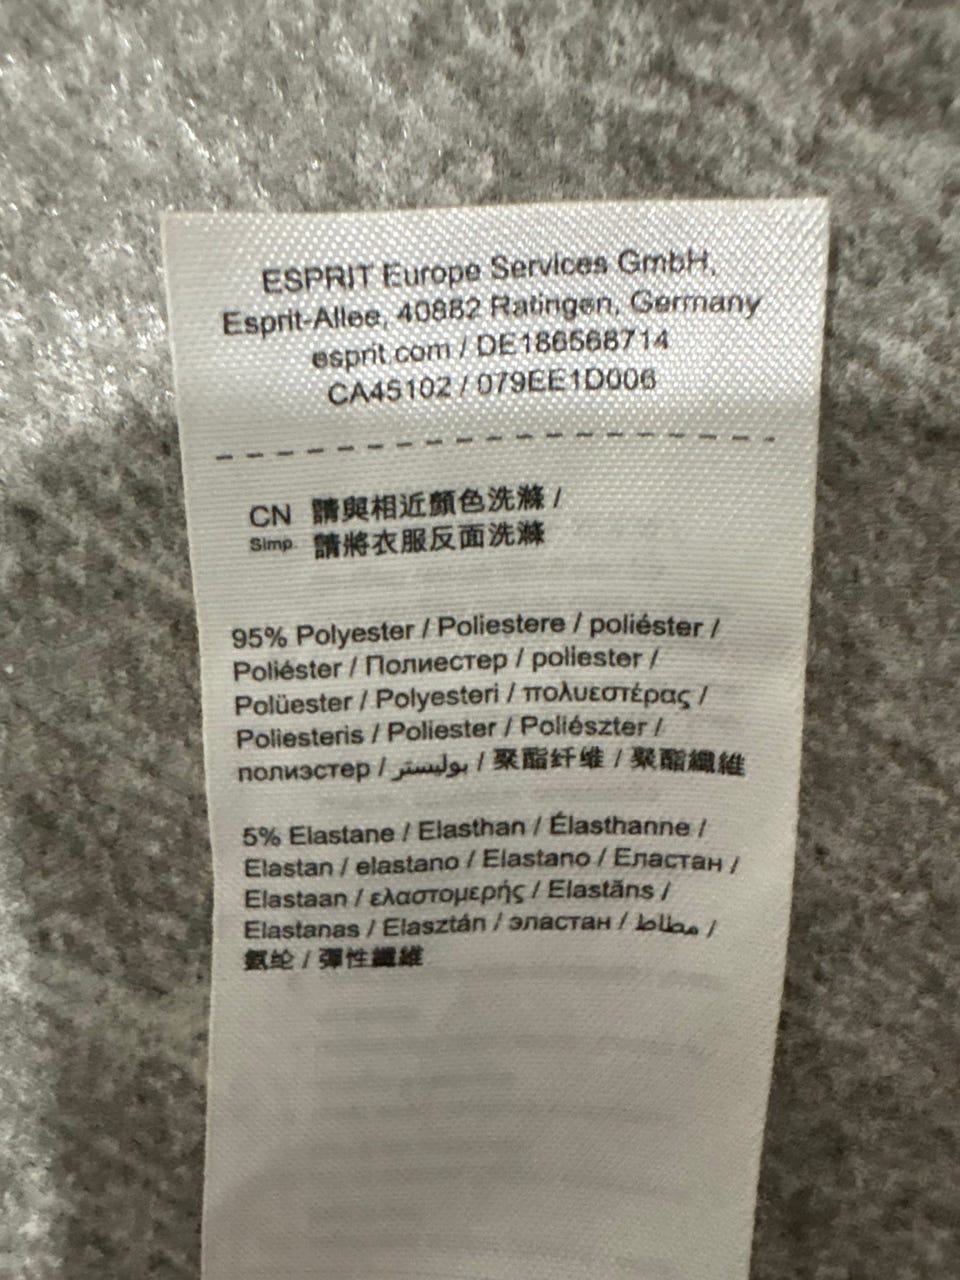 ESPRIT Europe Services GmbH,
Esprit-Allee, 40882 Ratingen, Germany
esprit.com / DE186568714
CA45102 / 079EE1D006
CN 請與相近顏色洗滌 /
Simp. 請將衣服反面洗滌
95% Polyester / Poliestere / poliéster /
Poliéster / Полиестер / poliester /
Polüester / Polyesteri / πολυεστέρας /
Poliesteris / Poliester / Poliészter /
полиэстер / بوليستر / 聚酯纤维 / 聚酯纖維
5% Elastane / Elasthan / Élasthanne /
Elastan / elastano / Elastano / Еластан /
Elastaan / ελαστομερής / Elastāns /
Elastanas / Elasztán / эластан / مطاط /
氨纶 / 彈性纖維